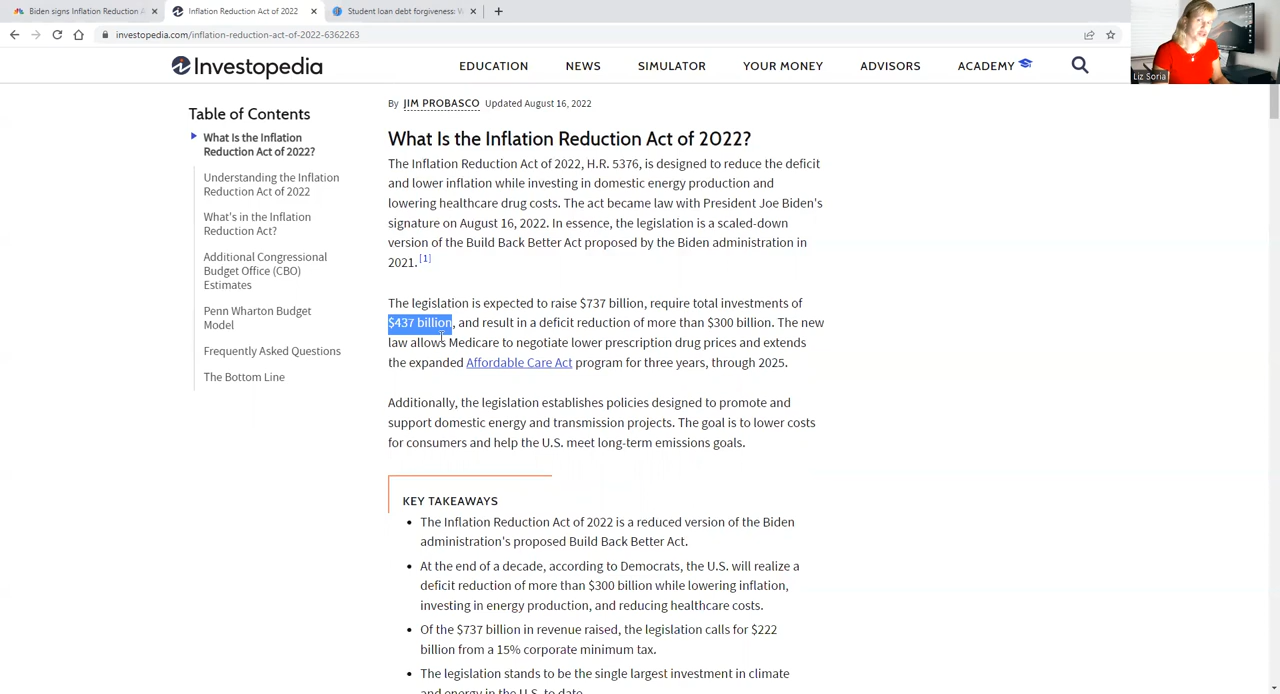 Biden signs Inflation Reduction A
Inflation Reduction Act of 2022
Student loan debt forgiveness: W
investopedia.com/inflation-reduction-act-of-2022-6362263
Liz Soria
Investopedia
EDUCATION
NEWS
SIMULATOR
YOUR MONEY
ADVISORS
ACADEMY
Table of Contents
What Is the Inflation
Reduction Act of 2022?
Understanding the Inflation
Reduction Act of 2022
What's in the Inflation
Reduction Act?
Additional Congressional
Budget Office (CBO)
Estimates
Penn Wharton Budget
Model
Frequently Asked Questions
The Bottom Line
By JIM PROBASCO Updated August 16, 2022
What Is the Inflation Reduction Act of 2022?
The Inflation Reduction Act of 2022, H.R. 5376, is designed to reduce the deficit
and lower inflation while investing in domestic energy production and
lowering healthcare drug costs. The act became law with President Joe Biden's
signature on August 16, 2022. In essence, the legislation is a scaled-down
version of the Build Back Better Act proposed by the Biden administration in
2021. [1]
The legislation is expected to raise $737 billion, require total investments of
$437 billion, and result in a deficit reduction of more than $300 billion. The new
law allows Medicare to negotiate lower prescription drug prices and extends
the expanded Affordable Care Act program for three years, through 2025.
Additionally, the legislation establishes policies designed to promote and
support domestic energy and transmission projects. The goal is to lower costs
for consumers and help the U.S. meet long-term emissions goals.
KEY TAKEAWAYS
• The Inflation Reduction Act of 2022 is a reduced version of the Biden
administration's proposed Build Back Better Act.
• At the end of a decade, according to Democrats, the U.S. will realize a
deficit reduction of more than $300 billion while lowering inflation,
investing in energy production, and reducing healthcare costs.
• Of the $737 billion in revenue raised, the legislation calls for $222
billion from a 15% corporate minimum tax.
• The legislation stands to be the single largest investment in climate
and energy in the U.S. to date.